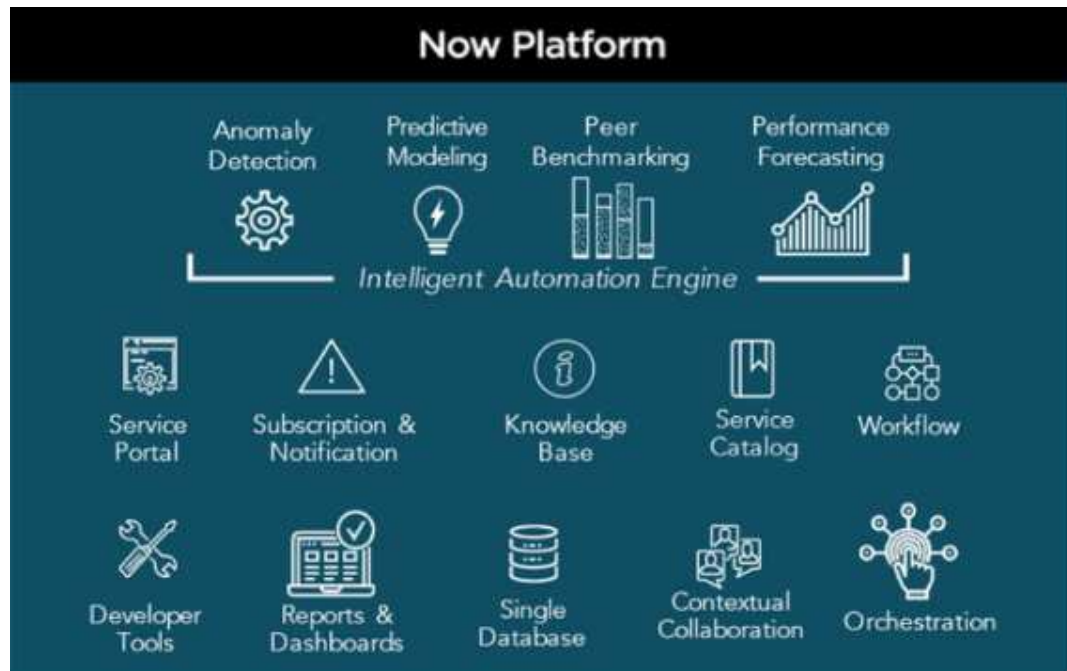 Now Platform
Anomaly
Detection
Predictive
Modeling
Peer
Benchmarking
Performance
Forecasting
Intelligent Automation Engine
Service
Portal
Subscription &
Notification
Knowledge
Base
Service
Catalog
Workflow
Developer
Tools
Reports &
Dashboards
Single
Database
Contextual
Collaboration
Orchestration